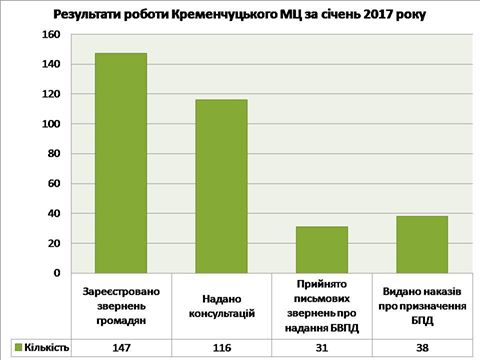 Результати роботи Кременчуцького МЦ за січень 2017 року
160
140
120
100
80
60
40
20
0
Зареєстровано
звернень
громадян
Надано
консультацій
Прийнято
письмових
звернень про
надання БВПД
Видано наказів
про призначення
БПД
Кількість 147 116 31 38